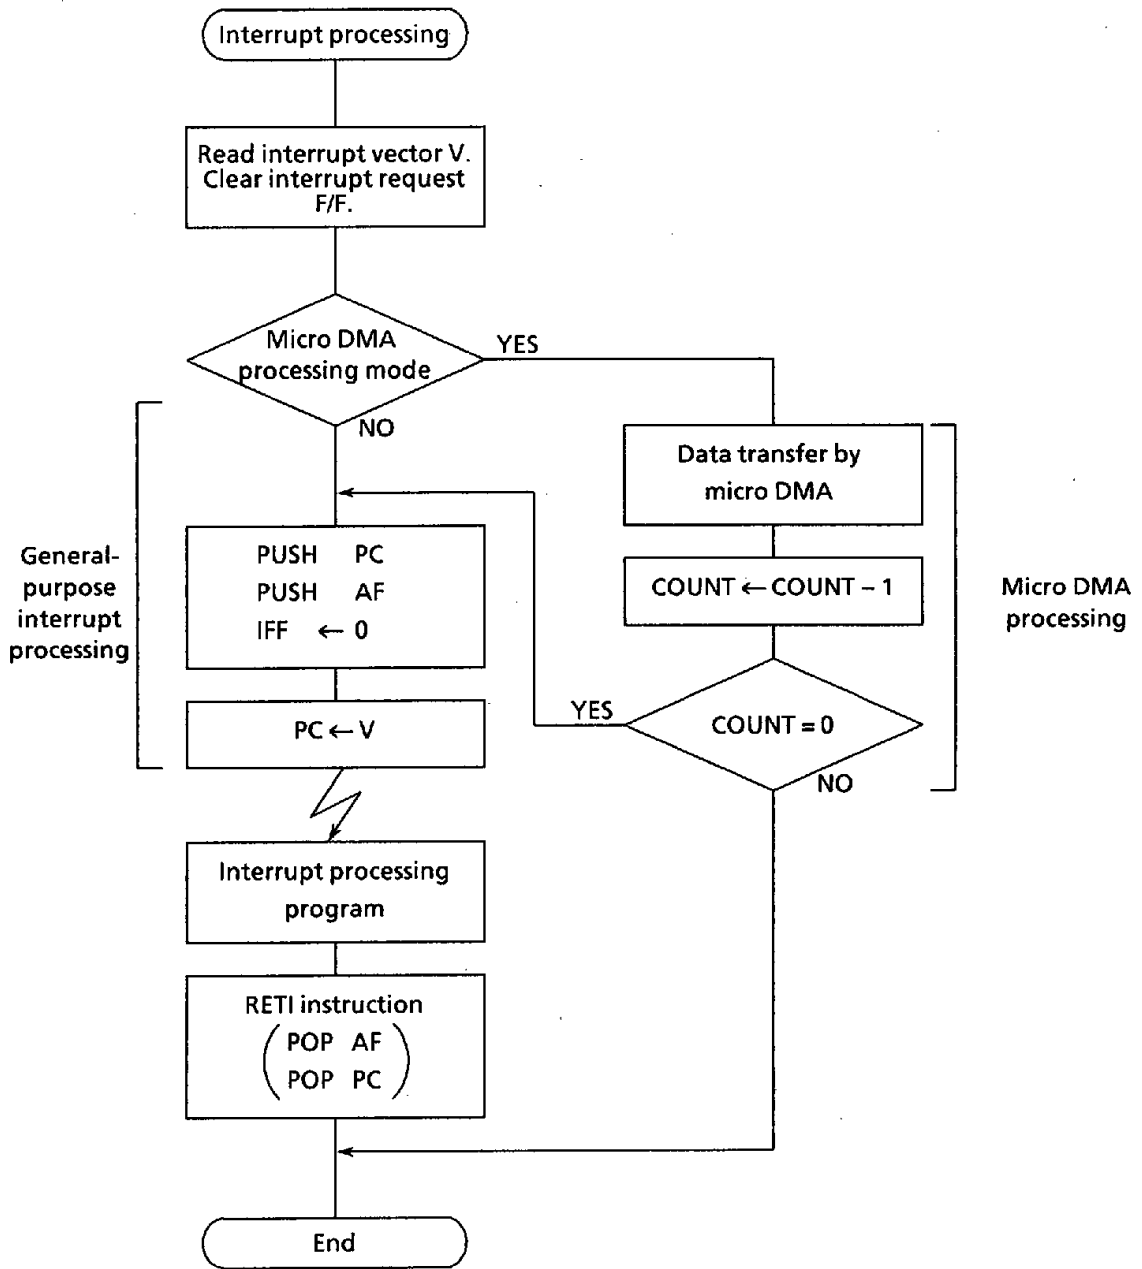 Interrupt processing
Read interrupt vector V.
Clear interrupt request
F/F.
Micro DMA
processing mode
YES
NO
Data transfer by
micro DMA
COUNT ← COUNT – 1
COUNT = 0
YES
NO
Micro DMA
processing
General-
purpose
interrupt
processing
PUSH PC
PUSH AF
IFF ← 0
PC ← V
Interrupt processing
program
RETI instruction
(POP AF
POP PC)
End